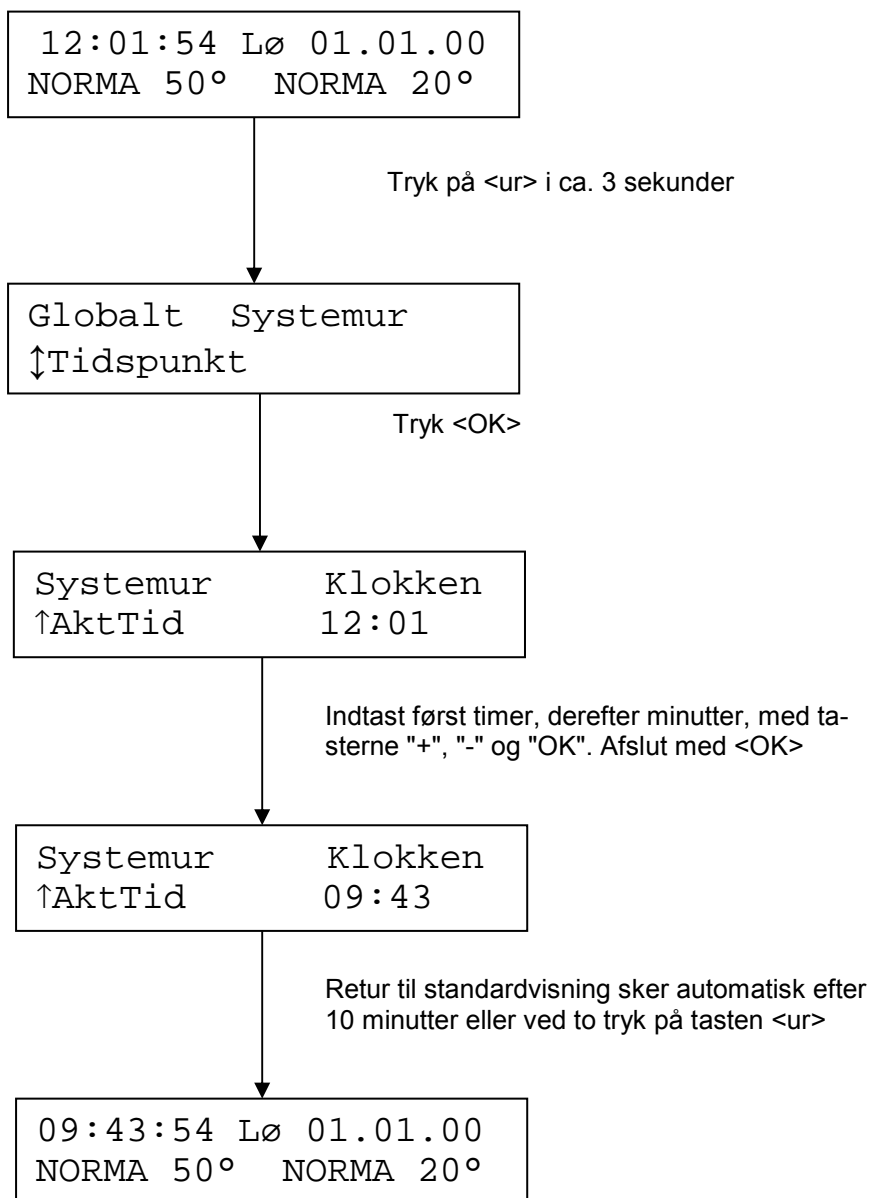 12:01:54 Lø 01.01.00
NORMA 50° NORMA 20°
Tryk på <ur> i ca. 3 sekunder
Globalt Systemur
↕Tidspunkt
Tryk <OK>
Systemur Klokken
↑AktTid 12:01
Indtast først timer, derefter minutter, med ta-
sterne "+", "-" og "OK". Afslut med <OK>
Systemur Klokken
↑AktTid 09:43
Retur til standardvisning sker automatisk efter
10 minutter eller ved to tryk på tasten <ur>
09:43:54 Lø 01.01.00
NORMA 50° NORMA 20°